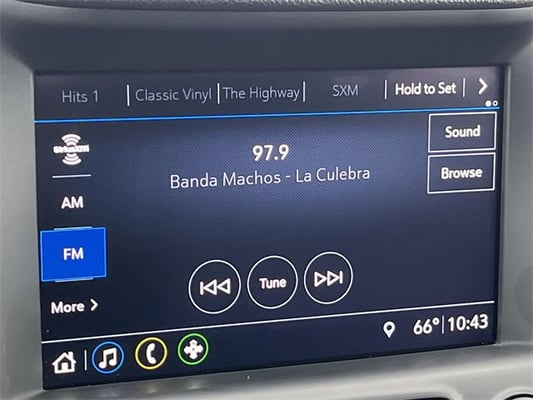 Hits 1 Classic Vinyl The Highway SXM Hold to Set
SiriusXM
Sound
97.9
Banda Machos - La Culebra
Browse
AM
FM
Tune
More
66° 10:43